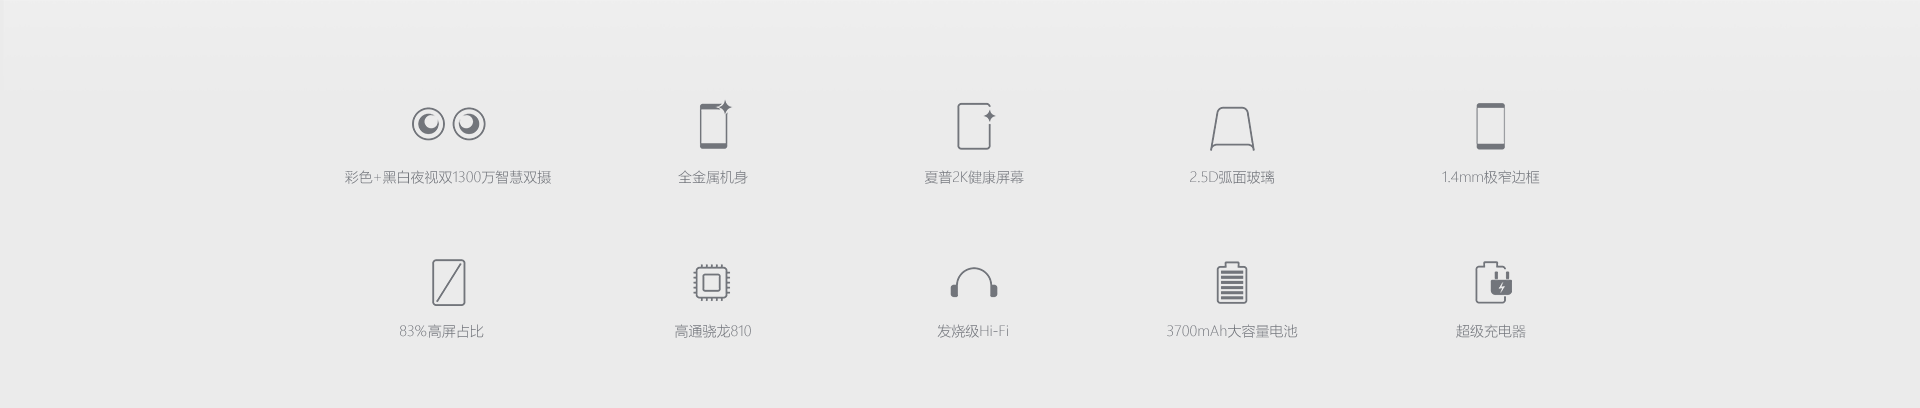 彩色+黑白夜视双1300万智慧双摄
全金属机身
夏普2K健康屏幕
2.5D弧面玻璃
1.4mm极窄边框
83%高屏占比
高通骁龙810
发烧级Hi-Fi
3700mAh大容量电池
超级充电器